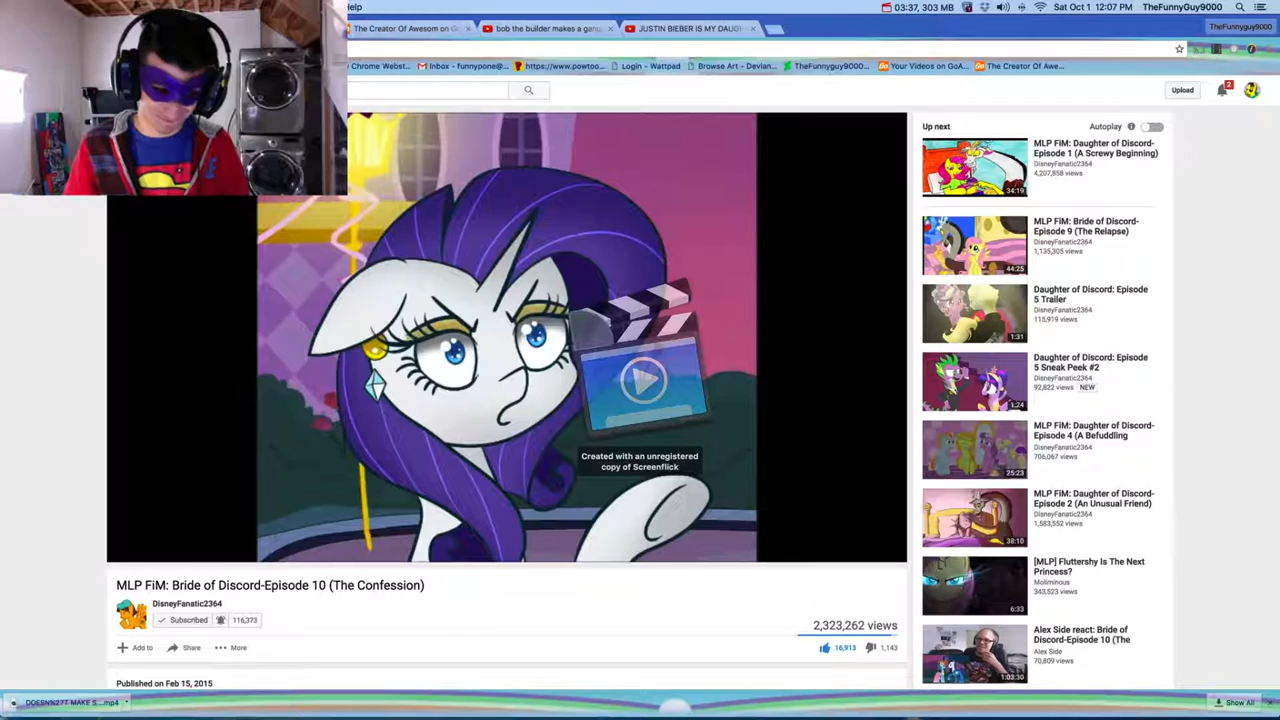 Help
03:37, 303 MB
Sat Oct 1 12:07 PM
TheFunnyGuy9000
The Creator Of Awesom on G
bob the builder makes a gang
JUSTIN BIEBER IS MY DAUGH
TheFunnyGuy9000
Chrome Webst...
Inbox - funnypone@...
https://www.powtoo...
Login - Wattpad
Browse Art - Devian...
TheFunnyguy9000...
Your Videos on GoA...
The Creator Of Awe...
Upload
2
Up next
Autoplay
MLP FiM: Daughter of Discord-
Episode 1 (A Screwy Beginning)
DisneyFanatic2364
4,207,858 views
34:19
MLP FiM: Bride of Discord-
Episode 9 (The Relapse)
DisneyFanatic2364
1,135,305 views
44:25
Daughter of Discord: Episode
5 Trailer
DisneyFanatic2364
115,919 views
1:31
Daughter of Discord: Episode
5 Sneak Peek #2
DisneyFanatic2364
92,822 views NEW
1:24
MLP FiM: Daughter of Discord-
Episode 4 (A Befuddling
DisneyFanatic2364
706,067 views
25:23
MLP FiM: Daughter of Discord-
Episode 2 (An Unusual Friend)
DisneyFanatic2364
1,583,552 views
38:10
[MLP] Fluttershy Is The Next
Princess?
Moliminous
343,523 views
6:33
Alex Side react: Bride of
Discord-Episode 10 (The
Alex Side
70,809 views
1:03:30
Created with an unregistered
copy of Screenflick
MLP FiM: Bride of Discord-Episode 10 (The Confession)
DisneyFanatic2364
Subscribed
116,373
2,323,262 views
Add to
Share
More
16,913
1,143
Published on Feb 15, 2015
DOESN%27T MAKE S....mp4
Show All